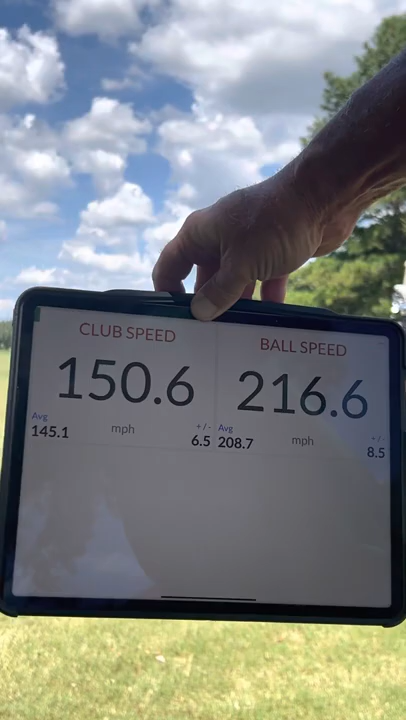 CLUB SPEED
150.6
Avg
145.1
mph
+/-
6.5
BALL SPEED
216.6
Avg
208.7
mph
+/-
8.5